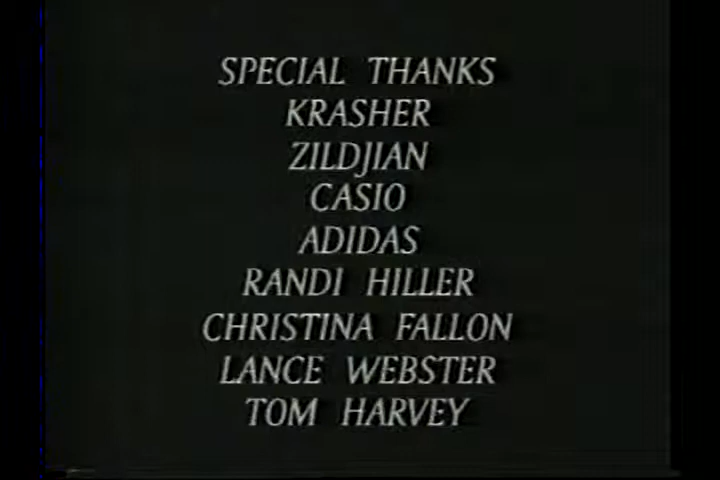 SPECIAL THANKS
KRASHER
ZILDJIAN
CASIO
ADIDAS
RANDI HILLER
CHRISTINA FALLON
LANCE WEBSTER
TOM HARVEY